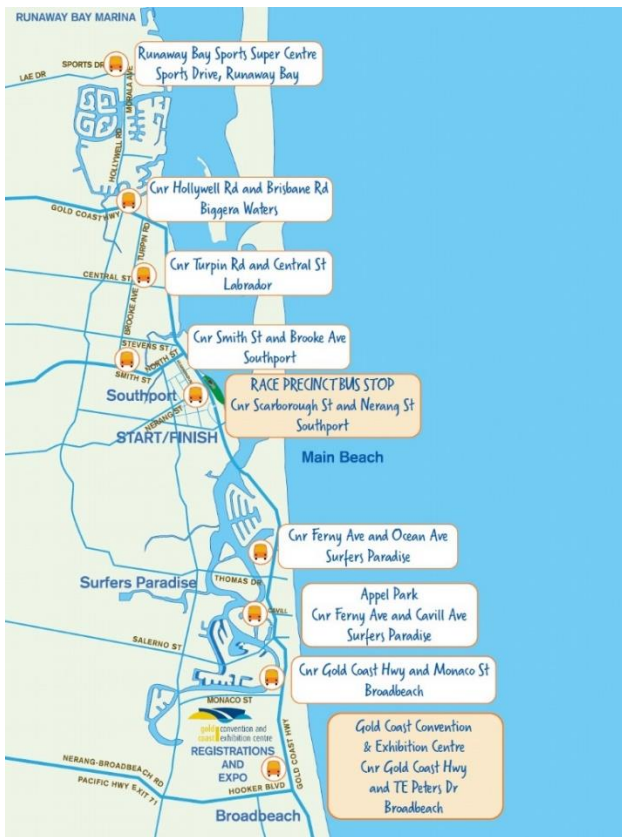 RUNAWAY BAY MARINA
Runaway Bay Sports Super Centre
Sports Drive, Runaway Bay
SPORTS DR
LAE DR
MORALA AVE
HOLLYWELL RD
Cnr Hollywell Rd and Brisbane Rd
Biggera Waters
GOLD COAST HWY
TURPIN RD
Cnr Turpin Rd and Central St
Labrador
CENTRAL ST
BROOKE AVE
Cnr Smith St and Brooke Ave
Southport
STEVENS ST
NORTH ST
SMITH ST
RACE PRECINCT BUS STOP
Cnr Scarborough St and Nerang St
Southport
Southport
NERANG ST
START/FINISH
Main Beach
Cnr Ferny Ave and Ocean Ave
Surfers Paradise
Surfers Paradise
THOMAS DR
Appel Park
Cnr Ferny Ave and Cavill Ave
Surfers Paradise
CAVILL
SALERNO ST
Cnr Gold Coast Hwy and Monaco St
Broadbeach
MONACO ST
gold convention and
coast exhibition centre
REGISTRATIONS
AND
EXPO
GOLD COAST HWY
Gold Coast Convention
& Exhibition Centre
Cnr Gold Coast Hwy
and TE Peters Dr
Broadbeach
NERANG-BROADBEACH RD
PACIFIC HWY EXIT 71
HOOKER BLVD
Broadbeach